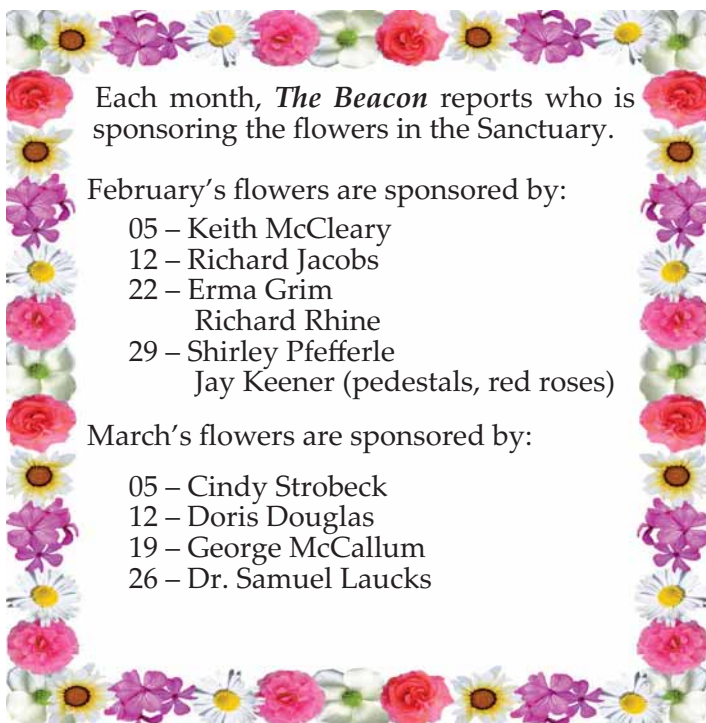 Each month, The Beacon reports who is
sponsoring the flowers in the Sanctuary.
February's flowers are sponsored by:
05 – Keith McCleary
12 – Richard Jacobs
22 – Erma Grim
Richard Rhine
29 – Shirley Pfefferle
Jay Keener (pedestals, red roses)
March's flowers are sponsored by:
05 – Cindy Strobeck
12 – Doris Douglas
19 – George McCallum
26 – Dr. Samuel Laucks